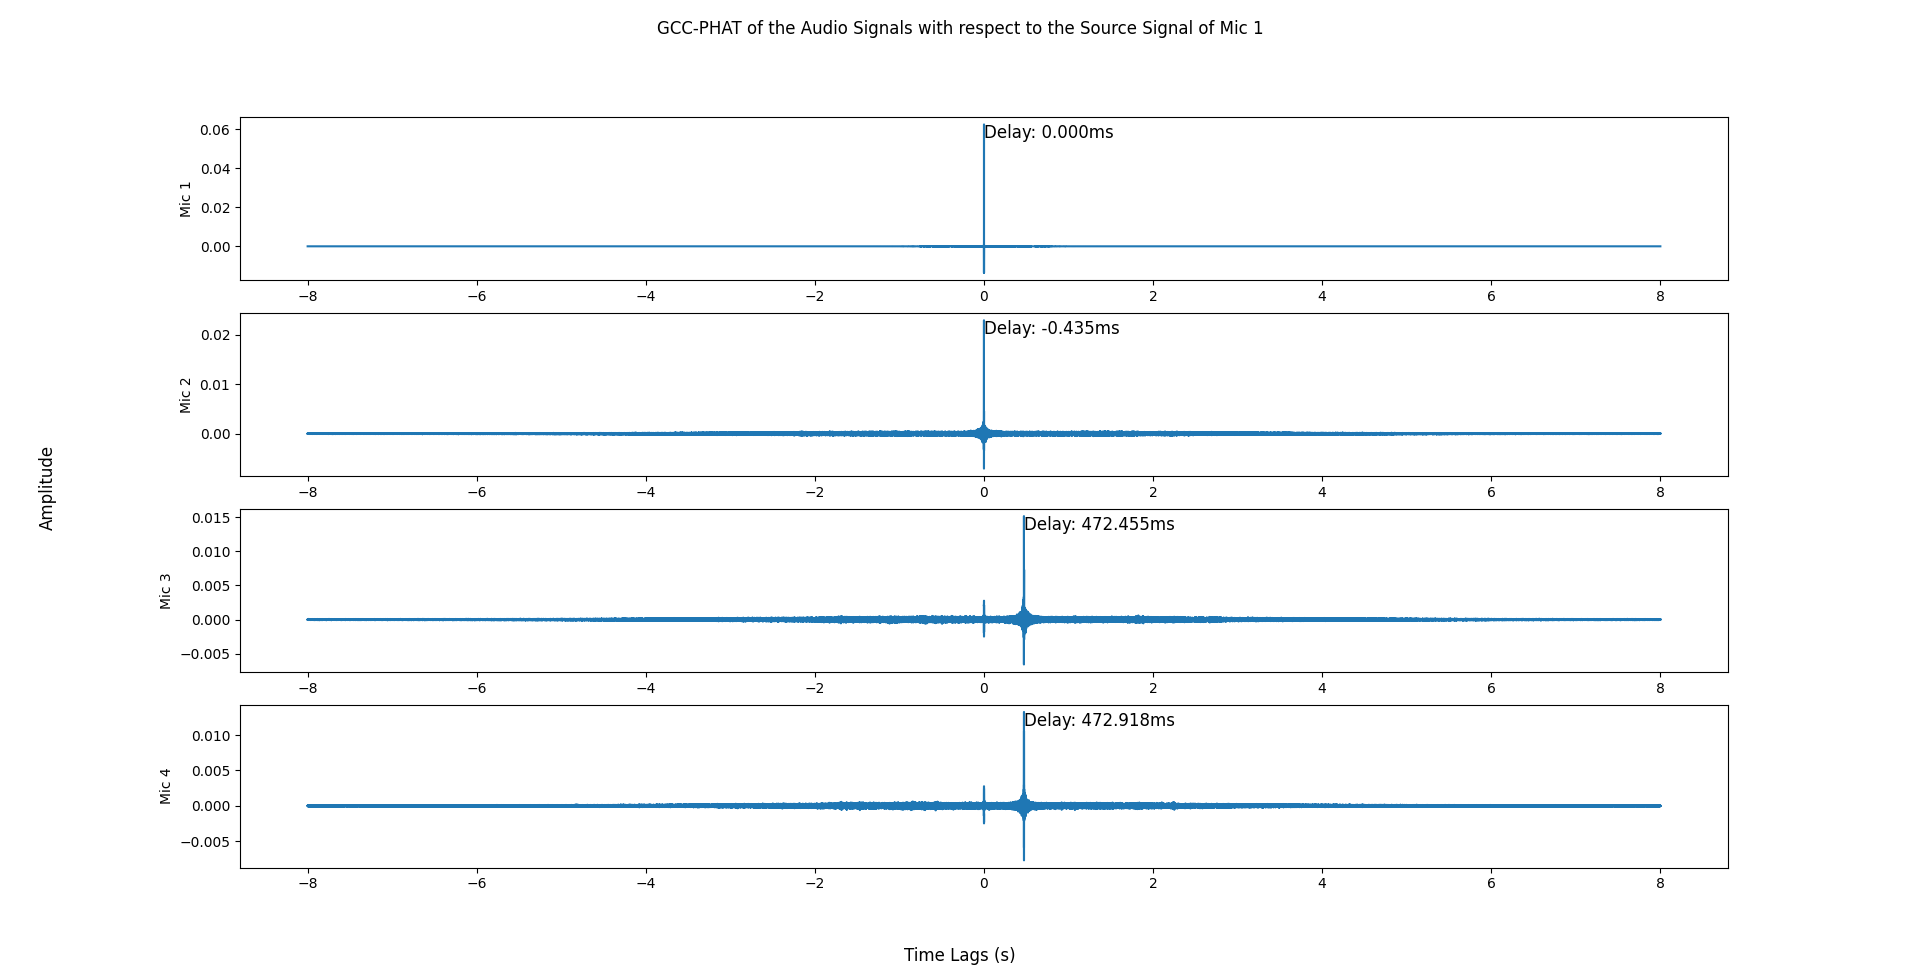 GCC-PHAT of the Audio Signals with respect to the Source Signal of Mic 1
Amplitude
Mic 1
0.06
0.04
0.02
0.00
Delay: 0.000ms
−8 −6 −4 −2 0 2 4 6 8
Mic 2
0.02
0.01
0.00
Delay: -0.435ms
−8 −6 −4 −2 0 2 4 6 8
Mic 3
0.015
0.010
0.005
0.000
−0.005
Delay: 472.455ms
−8 −6 −4 −2 0 2 4 6 8
Mic 4
0.010
0.005
0.000
−0.005
Delay: 472.918ms
−8 −6 −4 −2 0 2 4 6 8
Time Lags (s)